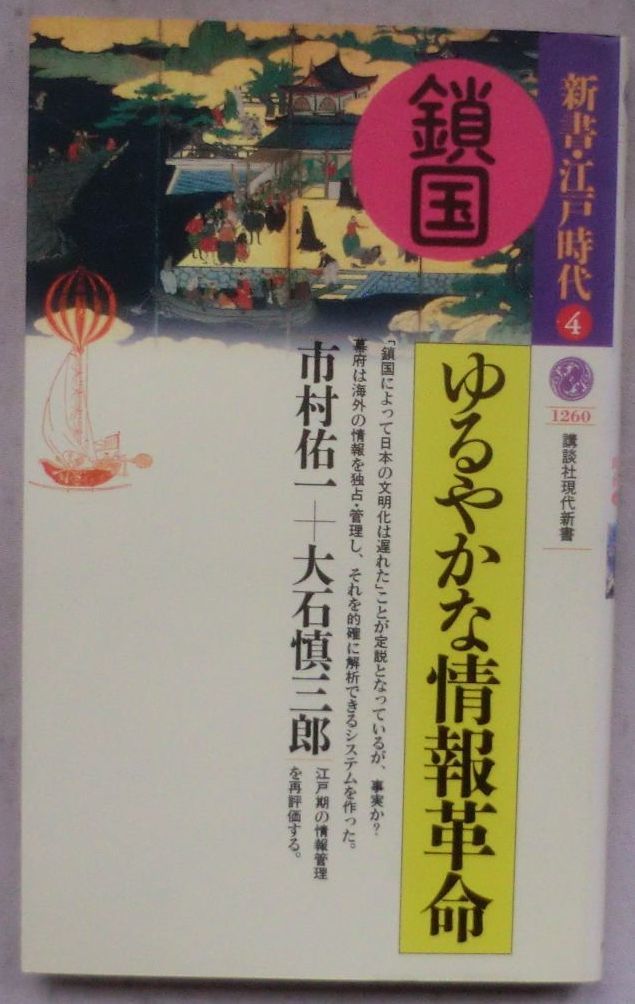 新書・江戸時代
4
1260
講談社現代新書
鎖国
ゆるやかな情報革命
「鎖国によって日本の文明化は遅れた」ことが定説となっているが、事実か?
幕府は海外の情報を独占・管理し、それを的確に解析できるシステムを作った。
市村佑一+大石慎三郎
江戸期の情報管理
を再評価する。